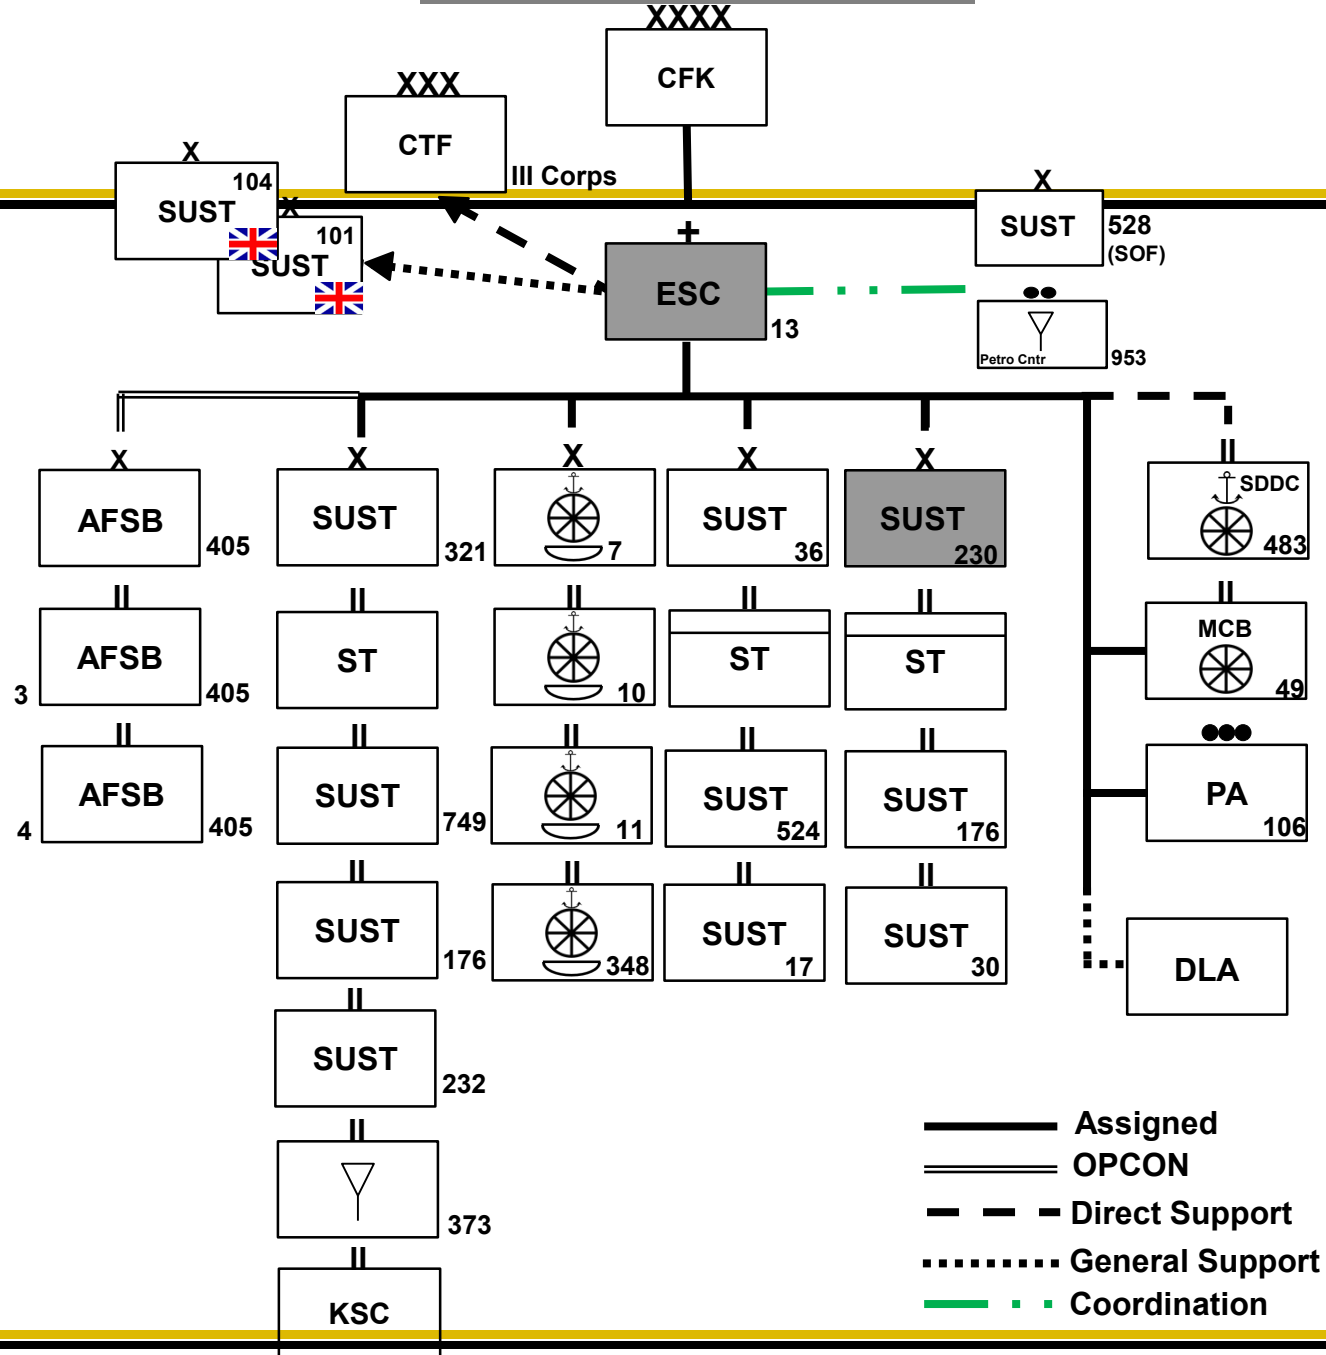 XXXX
CFK
XXX
CTF
III Corps
X
104
SUST
X
101
SUST
X
SUST
528
(SOF)
+
ESC
13
Petro Cntr
953
X
AFSB
405
X
SUST
321
X
7
X
SUST
36
X
SUST
230
II
SDDC
483
II
AFSB
3
405
II
ST
II
10
II
ST
II
ST
II
MCB
49
II
AFSB
4
405
II
SUST
749
II
11
II
SUST
524
II
SUST
176
PA
106
II
SUST
176
II
348
II
SUST
17
II
SUST
30
DLA
II
SUST
232
II
373
II
KSC
Assigned
OPCON
Direct Support
General Support
Coordination